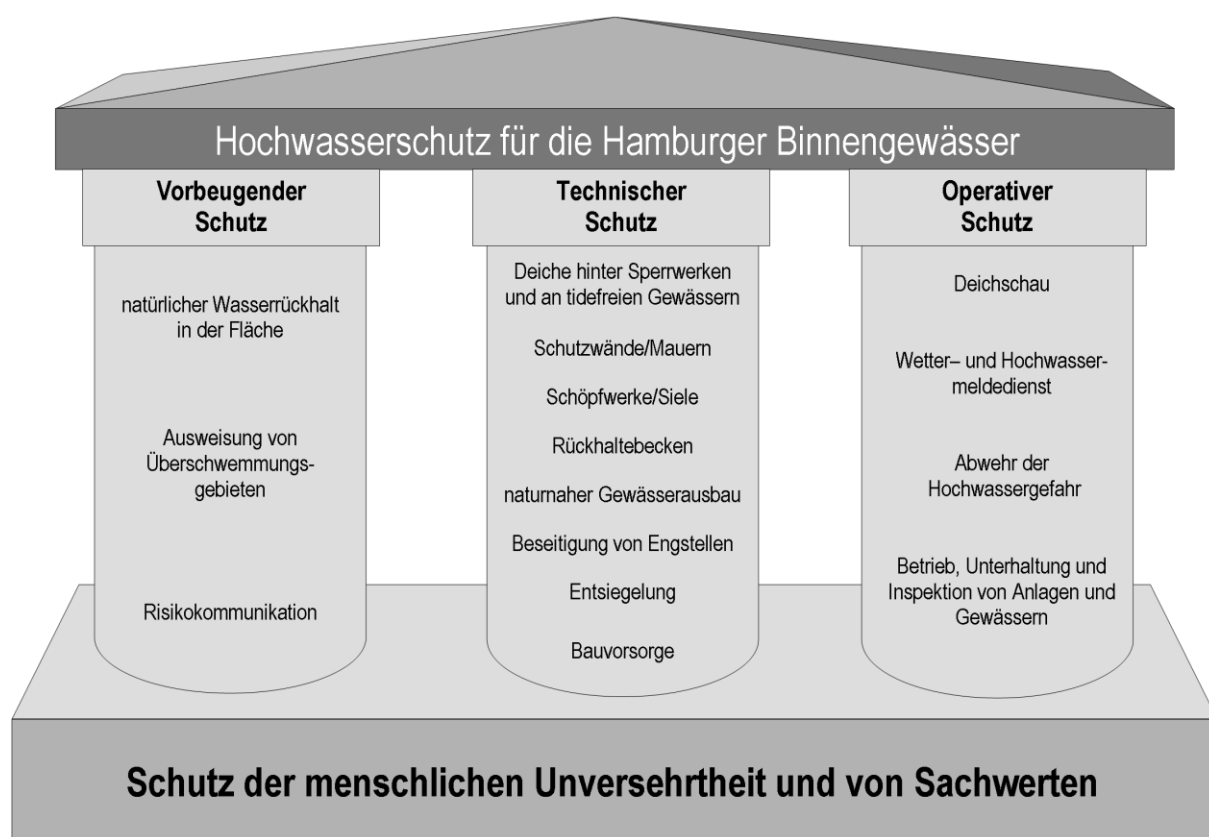 Hochwasserschutz für die Hamburger Binnengewässer
Vorbeugender
Schutz
natürlicher Wasserrückhalt
in der Fläche
Ausweisung von
Überschwemmungs-
gebieten
Risikokommunikation
Technischer
Schutz
Deiche hinter Sperrwerken
und an tidefreien Gewässern
Schutzwände/Mauern
Schöpfwerke/Siele
Rückhaltebecken
naturnaher Gewässerausbau
Beseitigung von Engstellen
Entsiegelung
Bauvorsorge
Operativer
Schutz
Deichschau
Wetter– und Hochwasser-
meldedienst
Abwehr der
Hochwassergefahr
Betrieb, Unterhaltung und
Inspektion von Anlagen und
Gewässern
Schutz der menschlichen Unversehrtheit und von Sachwerten